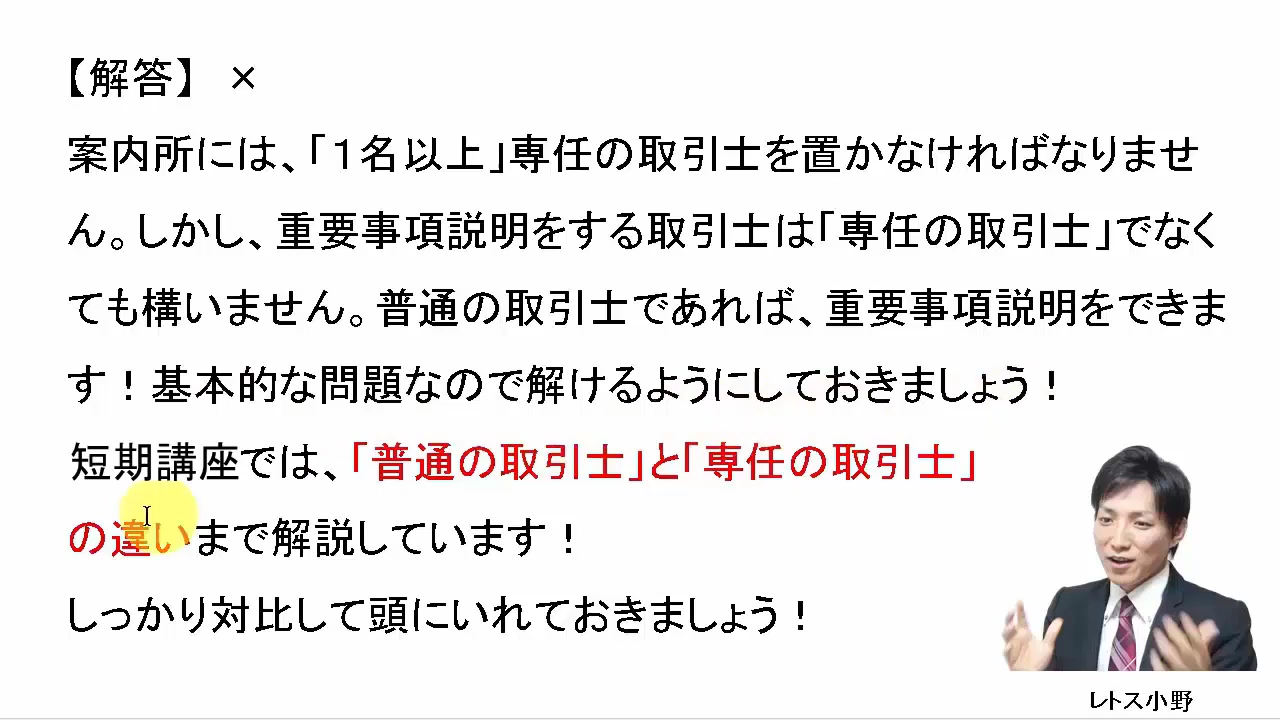 【解答】　×
案内所には、「１名以上」専任の取引士を置かなければなりませ
ん。しかし、重要事項説明をする取引士は「専任の取引士」でなく
ても構いません。普通の取引士であれば、重要事項説明をできま
す！基本的な問題なので解けるようにしておきましょう！
短期講座では、「普通の取引士」と「専任の取引士」
の違いまで解説しています！
しっかり対比して頭にいれておきましょう！
レトス小野